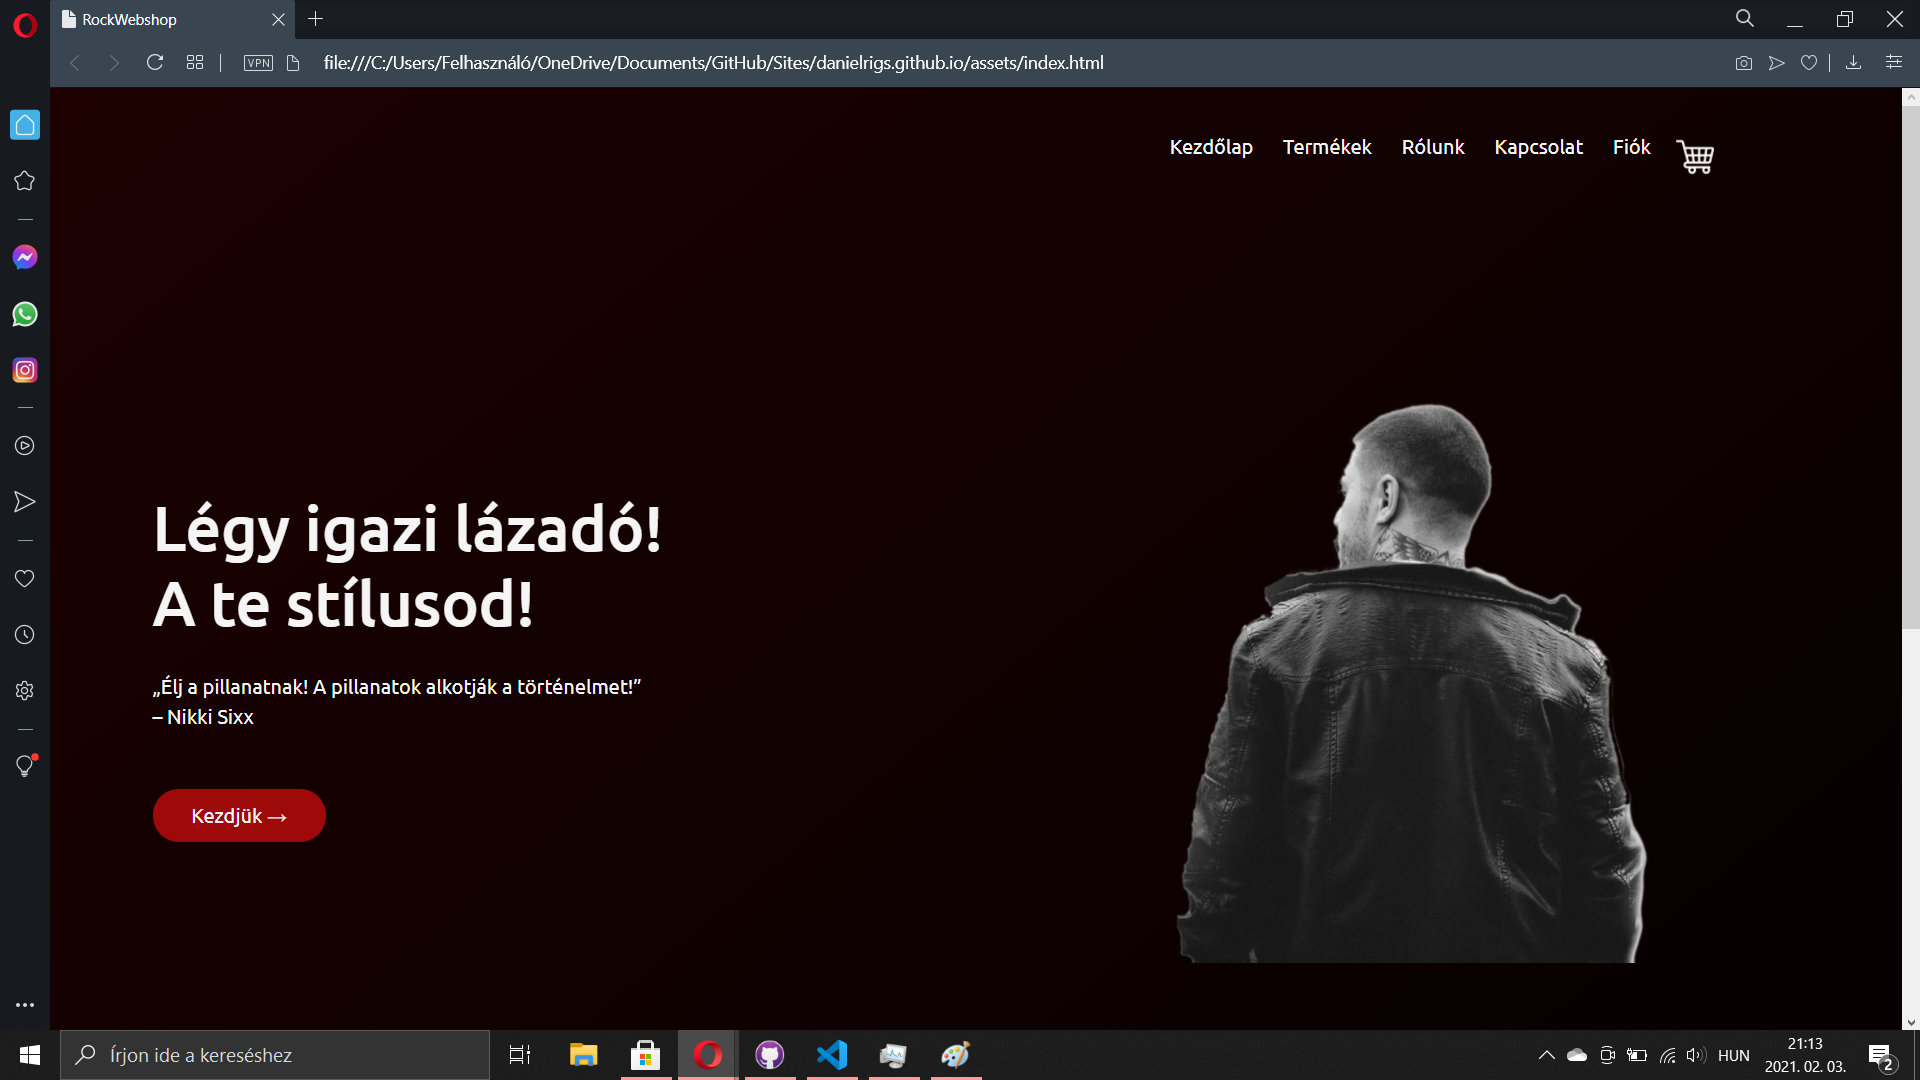 RockWebshop
VPN
file:///C:/Users/Felhasználó/OneDrive/Documents/GitHub/Sites/danielrigs.github.io/assets/index.html
Kezdőlap Termékek Rólunk Kapcsolat Fiók
Légy igazi lázadó!
A te stílusod!
„Élj a pillanatnak! A pillanatok alkotják a történelmet!”
– Nikki Sixx
Kezdjük →
Írjon ide a kereséshez
HUN
21:13
2021. 02. 03.
2